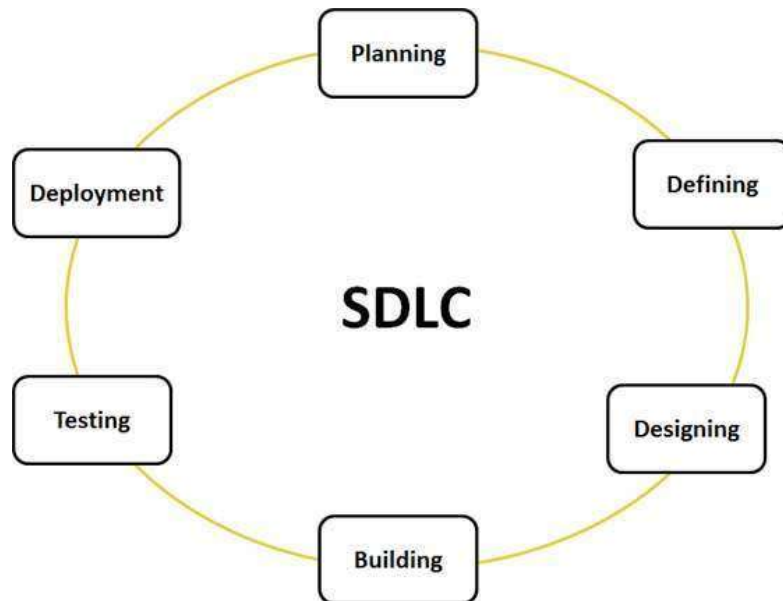 Planning
Defining
Designing
Building
Testing
Deployment
SDLC